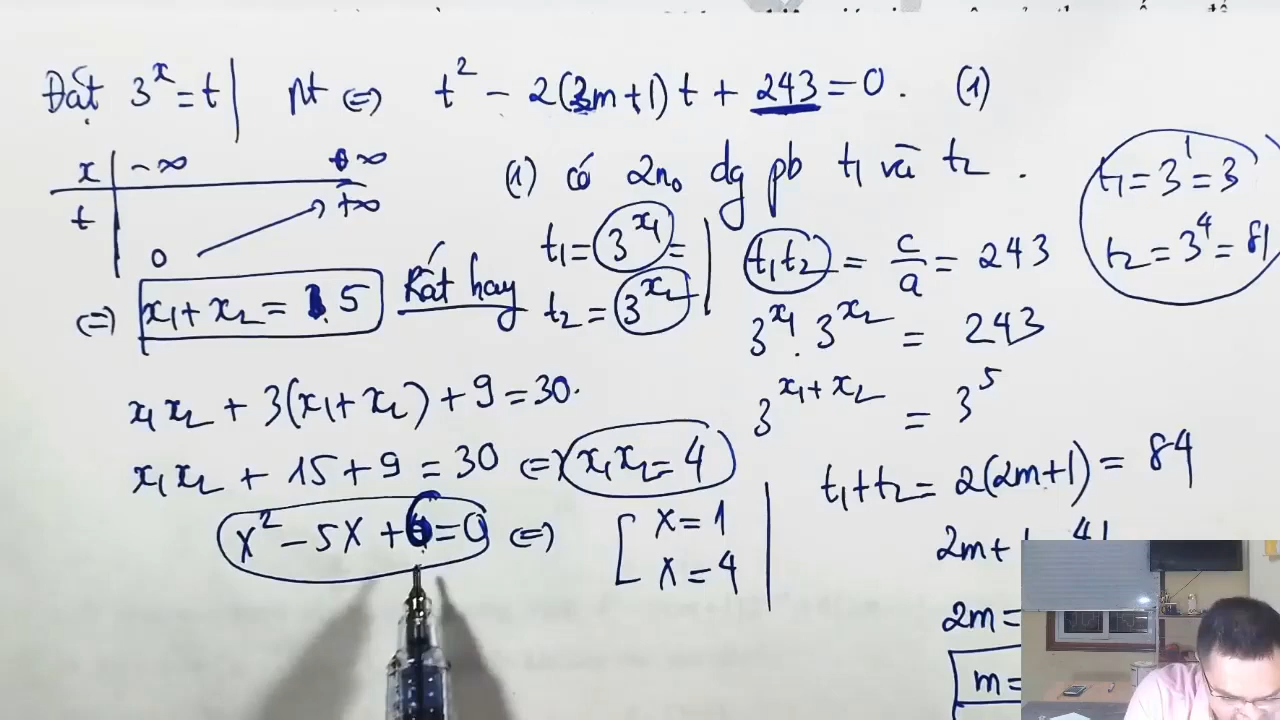 Đặt 3^x = t | pt ⇔ t² - 2(2m+1)t + 243 = 0. (1)
x | -∞ +∞
t | 0 +∞
(1) có 2n₀ dg pb t₁ và t₂.
t₁ = 3^x₁ =
t₂ = 3^x₂
t₁t₂ = c/a = 243
t₁ = 3¹ = 3
t₂ = 3⁴ = 81
⇔ x₁ + x₂ = 5 Rất hay
3^x₁ . 3^x₂ = 243
3^(x₁+x₂) = 3⁵
x₁x₂ + 3(x₁ + x₂) + 9 = 30.
x₁x₂ + 15 + 9 = 30 ⇔ x₁x₂ = 4
t₁ + t₂ = 2(2m+1) = 84
X² - 5X + = 0 ⇔ [ X = 1
X = 4
2m+1 41
2m =
m =